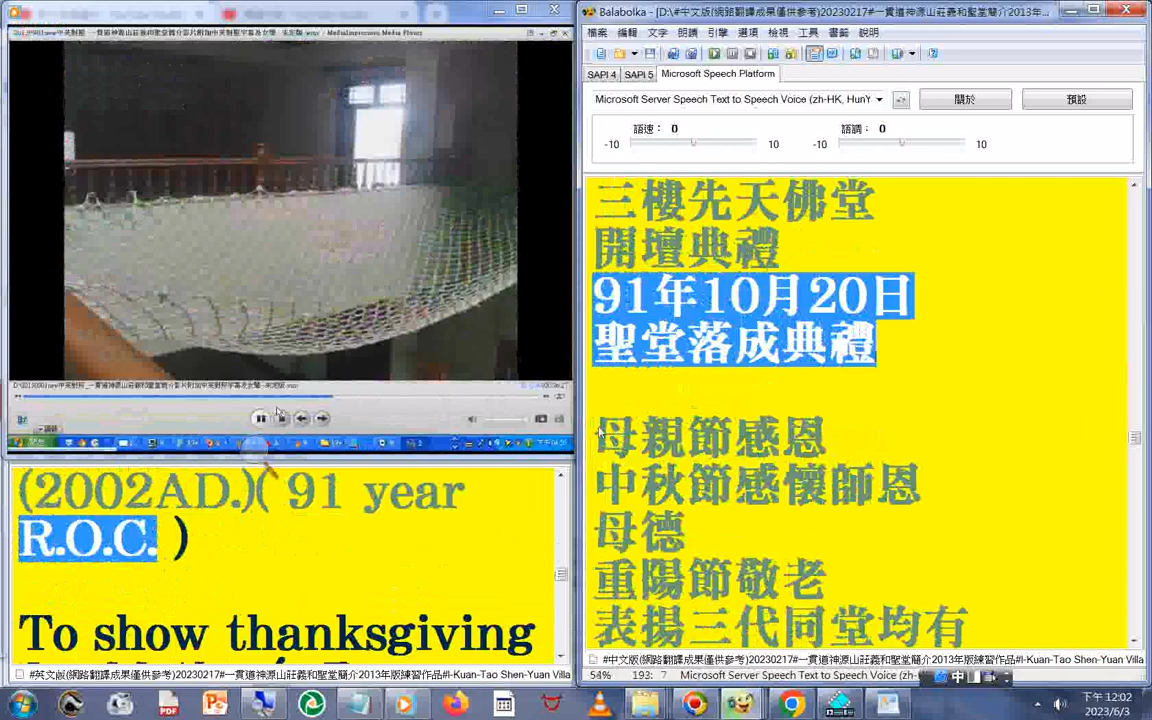 Balabolka - [D:\#中文版(網路翻譯成果僅供參考)20230217#一貫道神源山莊義和聖堂簡介2013年...
檔案 編輯 文字 朗讀 引擎 選項 檢視 工具 書籤 說明
SAPI 4 SAPI 5 Microsoft Speech Platform
Microsoft Server Speech Text to Speech Voice (zh-HK, HunY
關於
預設
語速： 0
語調： 0
-10 10 -10 10
三樓先天佛堂
開壇典禮
91年10月20日
聖堂落成典禮
母親節感恩
中秋節感懷師恩
母德
重陽節敬老
表揚三代同堂均有
#中文版(網路翻譯成果僅供參考)20230217#一貫道神源山莊義和聖堂簡介2013年版練習作品#I-Kuan-Tao Shen-Yuan Villa
54% 193: 7 Microsoft Server Speech Text to Speech Voice (zh-
(2002AD.)( 91 year
R.O.C. )
To show thanksgiving
#英文版(網路翻譯成果僅供參考)20230217#一貫道神源山莊義和聖堂簡介2013年版練習作品#I-Kuan-Tao Shen-Yuan Villa
中
下午 12:02
2023/6/3